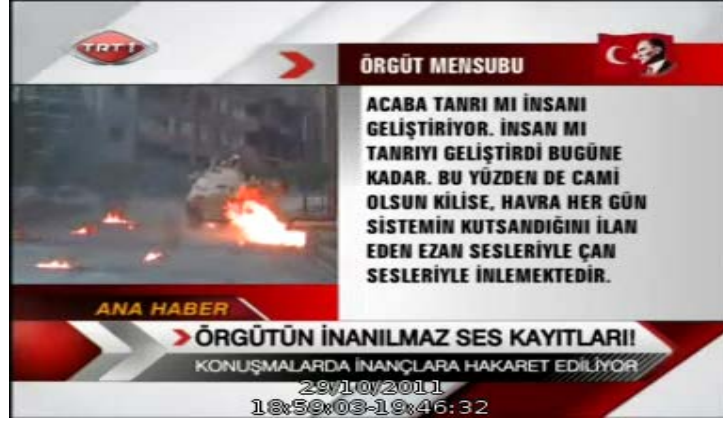 TRT 1
ÖRGÜT MENSUBU
ACABA TANRI MI İNSANI
GELİŞTİRİYOR. İNSAN MI
TANRIYI GELİŞTİRDİ BUGÜNE
KADAR. BU YÜZDEN DE CAMİ
OLSUN KİLİSE, HAVRA HER GÜN
SİSTEMİN KUTSANDIĞINI İLAN
EDEN EZAN SESLERİYLE ÇAN
SESLERİYLE İNLEMEKTEDİR.
ANA HABER
ÖRGÜTÜN İNANILMAZ SES KAYITLARI!
KONUŞMALARDA İNANÇLARA HAKARET EDİLİYOR
29/10/2011
18:59:03-19:46:32